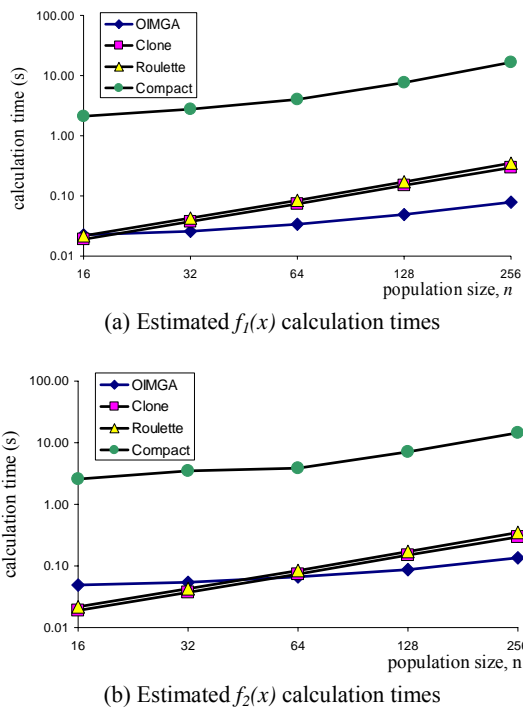 100.00
10.00
1.00
0.10
0.01
calculation time (s)
OIMGA
Clone
Roulette
Compact
16 32 64 128 256
population size, n
(a) Estimated f1(x) calculation times
100.00
10.00
1.00
0.10
0.01
calculation time (s)
OIMGA
Clone
Roulette
Compact
16 32 64 128 256
population size, n
(b) Estimated f2(x) calculation times